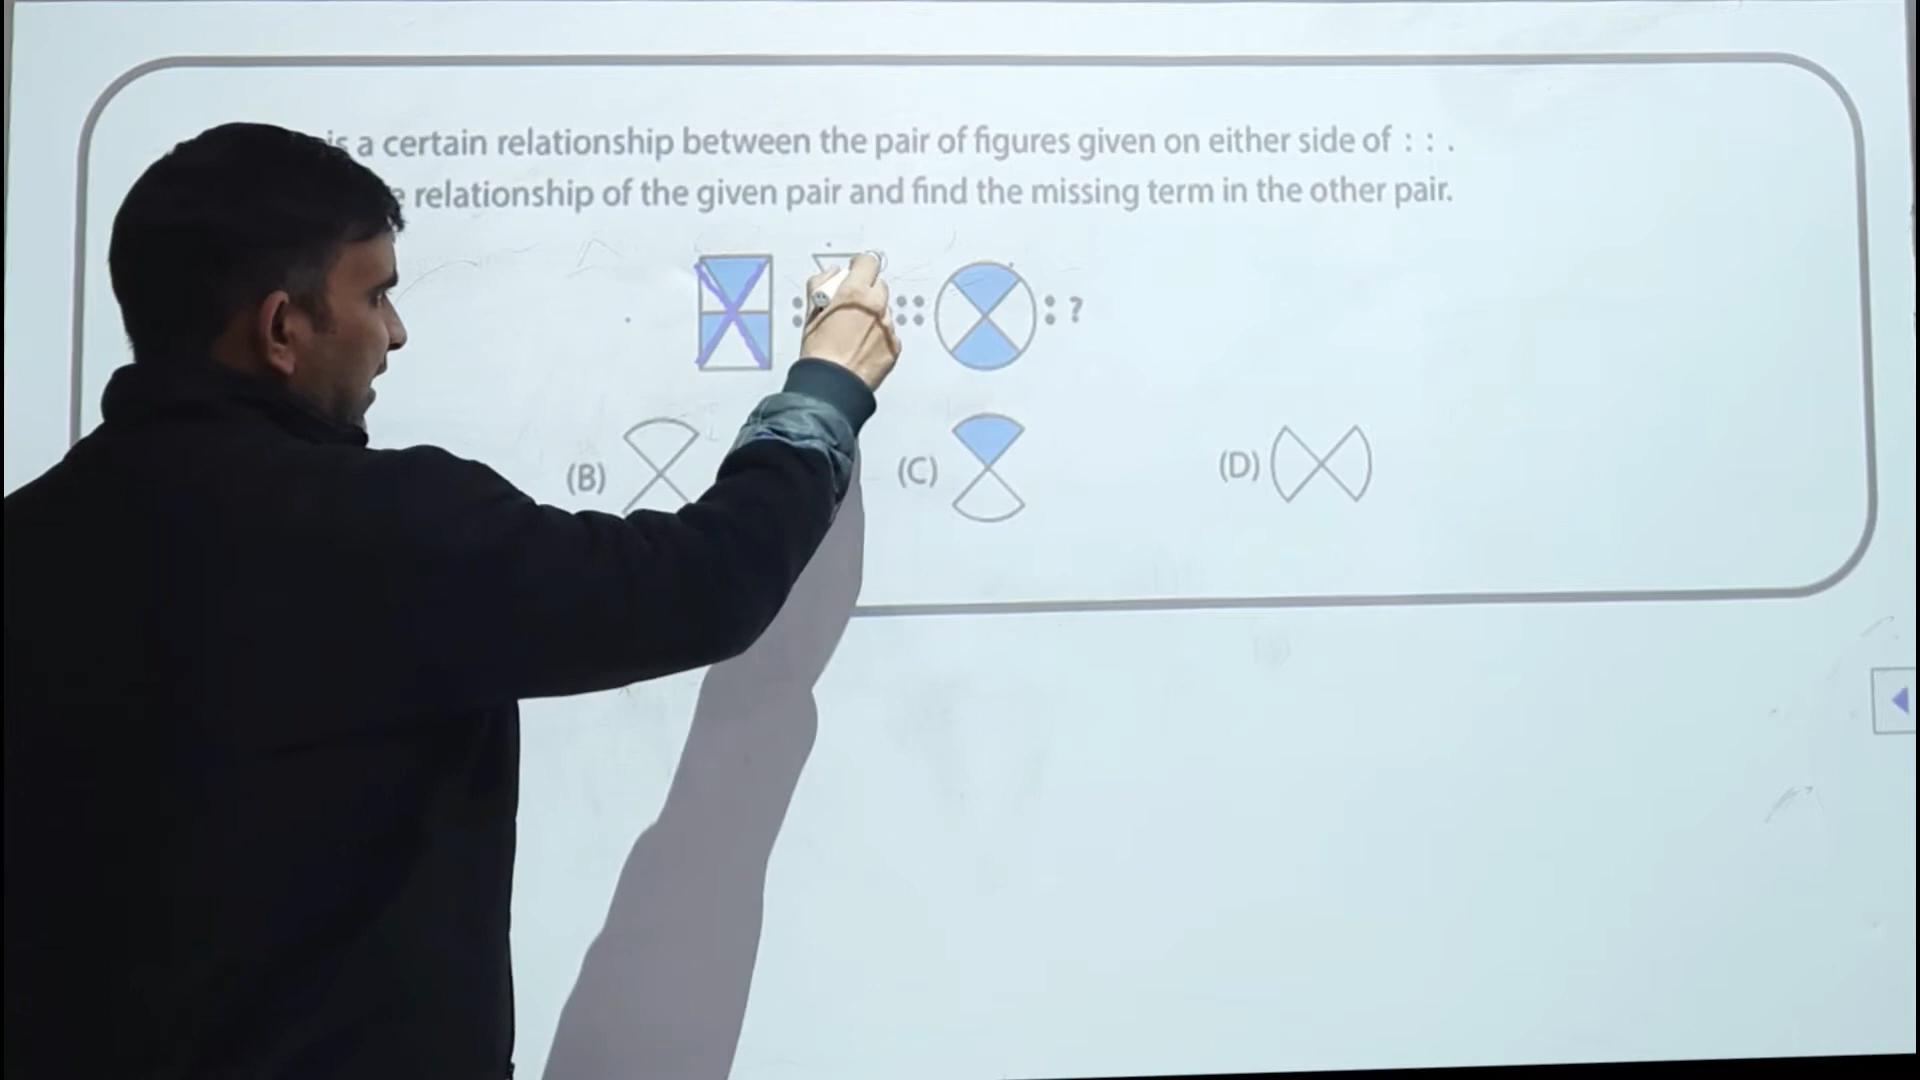 is a certain relationship between the pair of figures given on either side of : : .
relationship of the given pair and find the missing term in the other pair.
: :: : ?
(B) (C) (D)